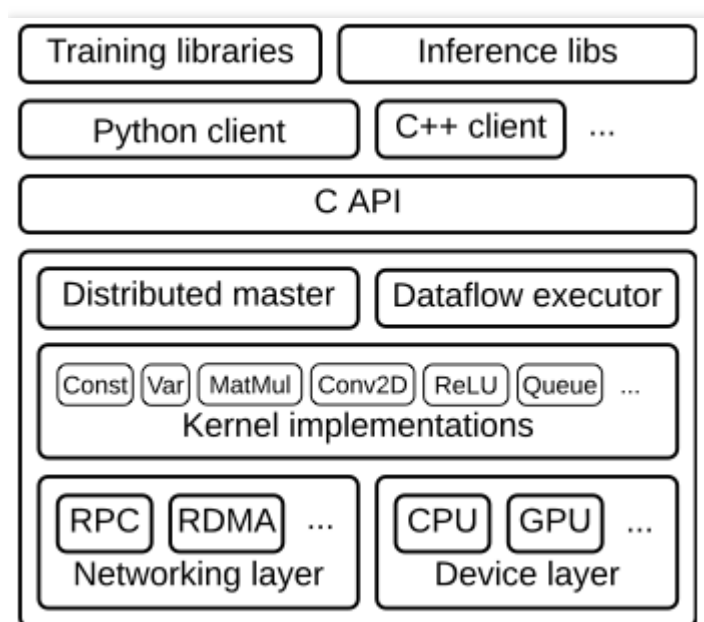 Training libraries Inference libs
Python client C++ client ...
C API
Distributed master Dataflow executor
Const Var MatMul Conv2D ReLU Queue ...
Kernel implementations
RPC RDMA ... CPU GPU ...
Networking layer Device layer